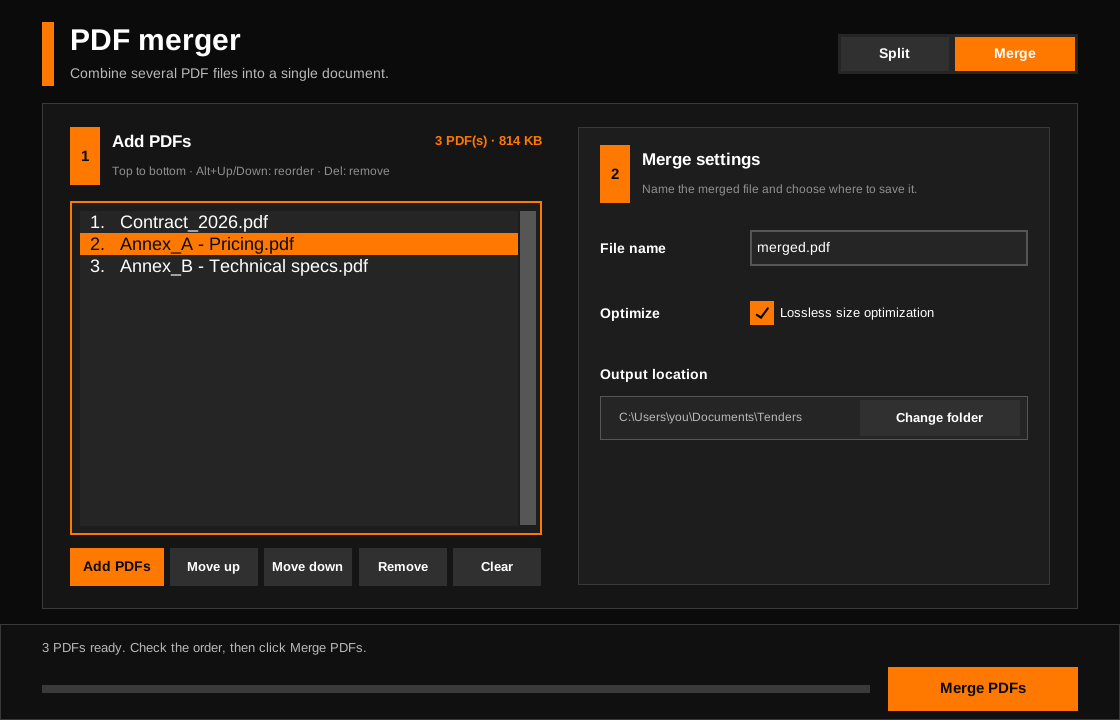 PDF merger
Combine several PDF files into a single document.
Split
Merge
1
Add PDFs
3 PDF(s) · 814 KB
Top to bottom · Alt+Up/Down: reorder · Del: remove
1. Contract_2026.pdf
2. Annex_A - Pricing.pdf
3. Annex_B - Technical specs.pdf
Add PDFs
Move up
Move down
Remove
Clear
2
Merge settings
Name the merged file and choose where to save it.
File name
merged.pdf
Optimize
Lossless size optimization
Output location
C:\Users\you\Documents\Tenders
Change folder
3 PDFs ready. Check the order, then click Merge PDFs.
Merge PDFs